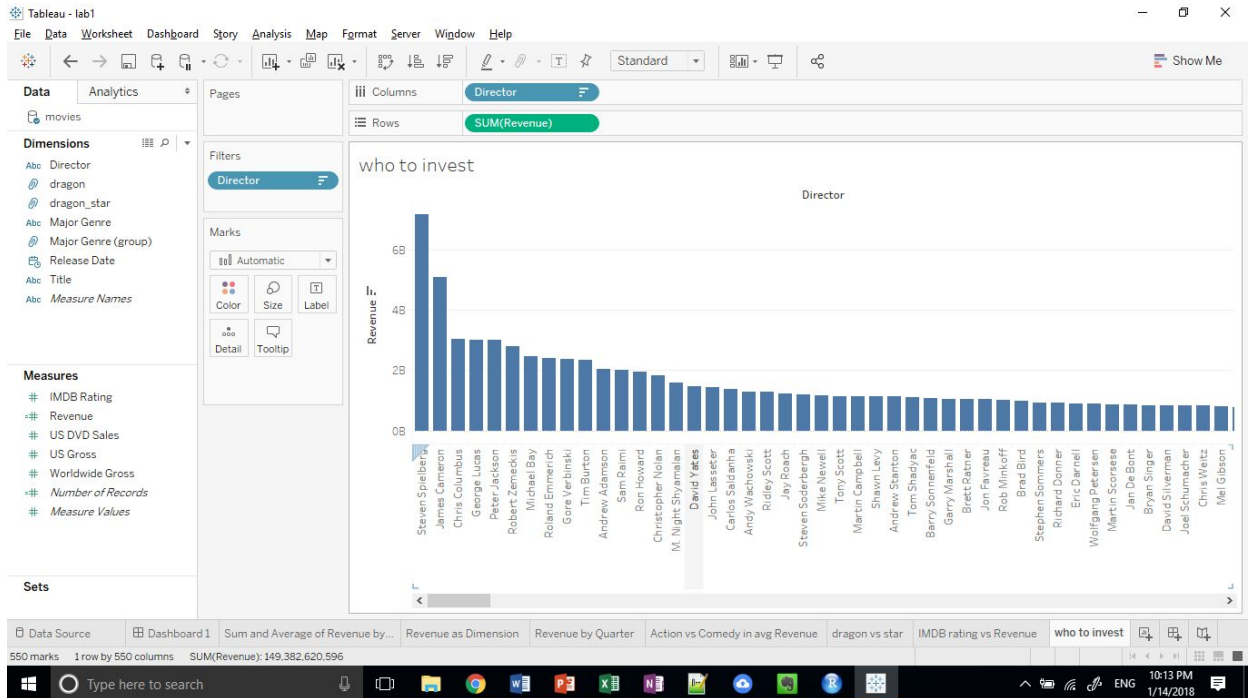 Tableau - lab1
File Data Worksheet Dashboard Story Analysis Map Format Server Window Help
Standard
Show Me
Data Analytics
movies
Dimensions
Abc Director
dragon
dragon_star
Abc Major Genre
Major Genre (group)
Release Date
Abc Title
Abc Measure Names
Measures
# IMDB Rating
=# Revenue
# US DVD Sales
# US Gross
# Worldwide Gross
=# Number of Records
# Measure Values
Sets
Pages
Filters
Director
Marks
Automatic
Color Size Label
Detail Tooltip
Columns Director
Rows SUM(Revenue)
who to invest
Director
Revenue
6B
4B
2B
0B
Steven Spielberg
James Cameron
Chris Columbus
George Lucas
Peter Jackson
Robert Zemeckis
Michael Bay
Roland Emmerich
Gore Verbinski
Tim Burton
Andrew Adamson
Sam Raimi
Ron Howard
Christopher Nolan
M. Night Shyamalan
David Yates
John Lasseter
Carlos Saldanha
Andy Wachowski
Ridley Scott
Jay Roach
Steven Soderbergh
Mike Newell
Tony Scott
Martin Campbell
Shawn Levy
Andrew Stanton
Tom Shadyac
Barry Sonnenfeld
Garry Marshall
Brett Ratner
Jon Favreau
Rob Minkoff
Brad Bird
Stephen Sommers
Richard Donner
Eric Darnell
Wolfgang Petersen
Martin Scorsese
Jan De Bont
Bryan Singer
David Silverman
Joel Schumacher
Chris Weitz
Mel Gibson
Data Source Dashboard 1 Sum and Average of Revenue by... Revenue as Dimension Revenue by Quarter Action vs Comedy in avg Revenue dragon vs star IMDB rating vs Revenue who to invest
550 marks 1 row by 550 columns SUM(Revenue): 149,382,620,596
Type here to search
ENG
10:13 PM
1/14/2018